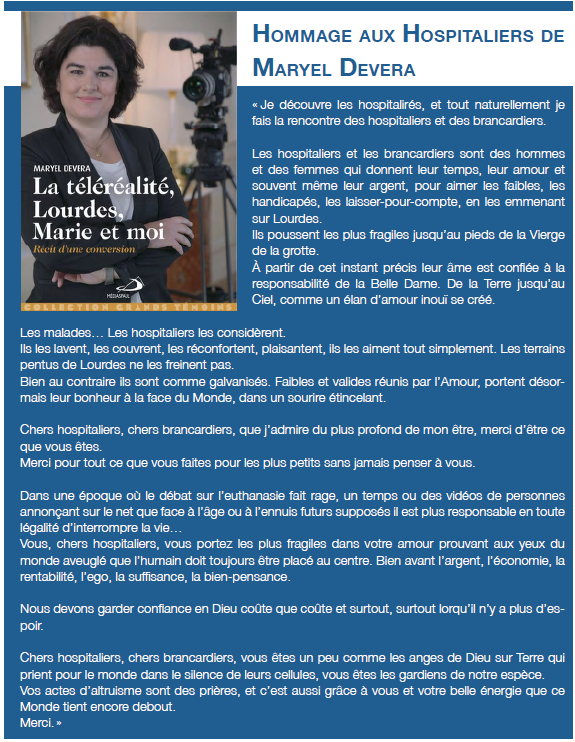 HOMMAGE AUX HOSPITALIERS DE
MARYEL DEVERA
MARYEL DEVERA
La téléréalité,
Lourdes,
Marie et moi
Récit d'une conversion
MÉDIASPAUL
COLLECTION GRANDS TÉMOINS
« Je découvre les hospitalirés, et tout naturellement je
fais la rencontre des hospitaliers et des brancardiers.
Les hospitaliers et les brancardiers sont des hommes
et des femmes qui donnent leur temps, leur amour et
souvent même leur argent, pour aimer les faibles, les
handicapés, les laisser-pour-compte, en les emmenant
sur Lourdes.
Ils poussent les plus fragiles jusqu'au pieds de la Vierge
de la grotte.
À partir de cet instant précis leur âme est confiée à la
responsabilité de la Belle Dame. De la Terre jusqu'au
Ciel, comme un élan d'amour inouï se créé.
Les malades… Les hospitaliers les considèrent.
Ils les lavent, les couvrent, les réconfortent, plaisantent, ils les aiment tout simplement. Les terrains
pentus de Lourdes ne les freinent pas.
Bien au contraire ils sont comme galvanisés. Faibles et valides réunis par l'Amour, portent désor-
mais leur bonheur à la face du Monde, dans un sourire étincelant.
Chers hospitaliers, chers brancardiers, que j'admire du plus profond de mon être, merci d'être ce
que vous êtes.
Merci pour tout ce que vous faites pour les plus petits sans jamais penser à vous.
Dans une époque où le débat sur l'euthanasie fait rage, un temps ou des vidéos de personnes
annonçant sur le net que face à l'âge ou à l'ennuis futurs supposés il est plus responsable en toute
légalité d'interrompre la vie…
Vous, chers hospitaliers, vous portez les plus fragiles dans votre amour prouvant aux yeux du
monde aveuglé que l'humain doit toujours être placé au centre. Bien avant l'argent, l'économie, la
rentabilité, l'ego, la suffisance, la bien-pensance.
Nous devons garder confiance en Dieu coûte que coûte et surtout, surtout lorqu'il n'y a plus d'es-
poir.
Chers hospitaliers, chers brancardiers, vous êtes un peu comme les anges de Dieu sur Terre qui
prient pour le monde dans le silence de leurs cellules, vous êtes les gardiens de notre espèce.
Vos actes d'altruisme sont des prières, et c'est aussi grâce à vous et votre belle énergie que ce
Monde tient encore debout.
Merci. »